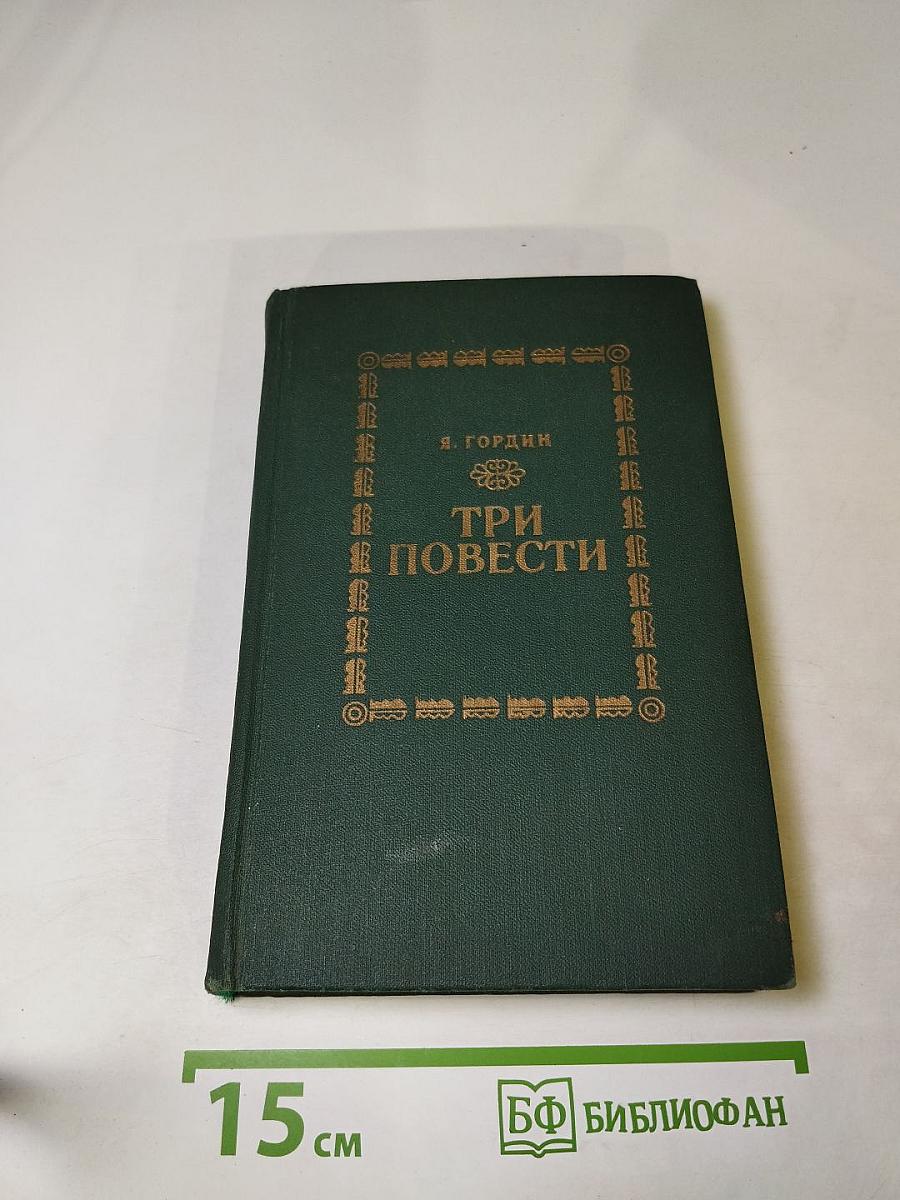 Я. ГОРДИН
ТРИ
ПОВЕСТИ
15 см
БФ БИБЛИОФАН